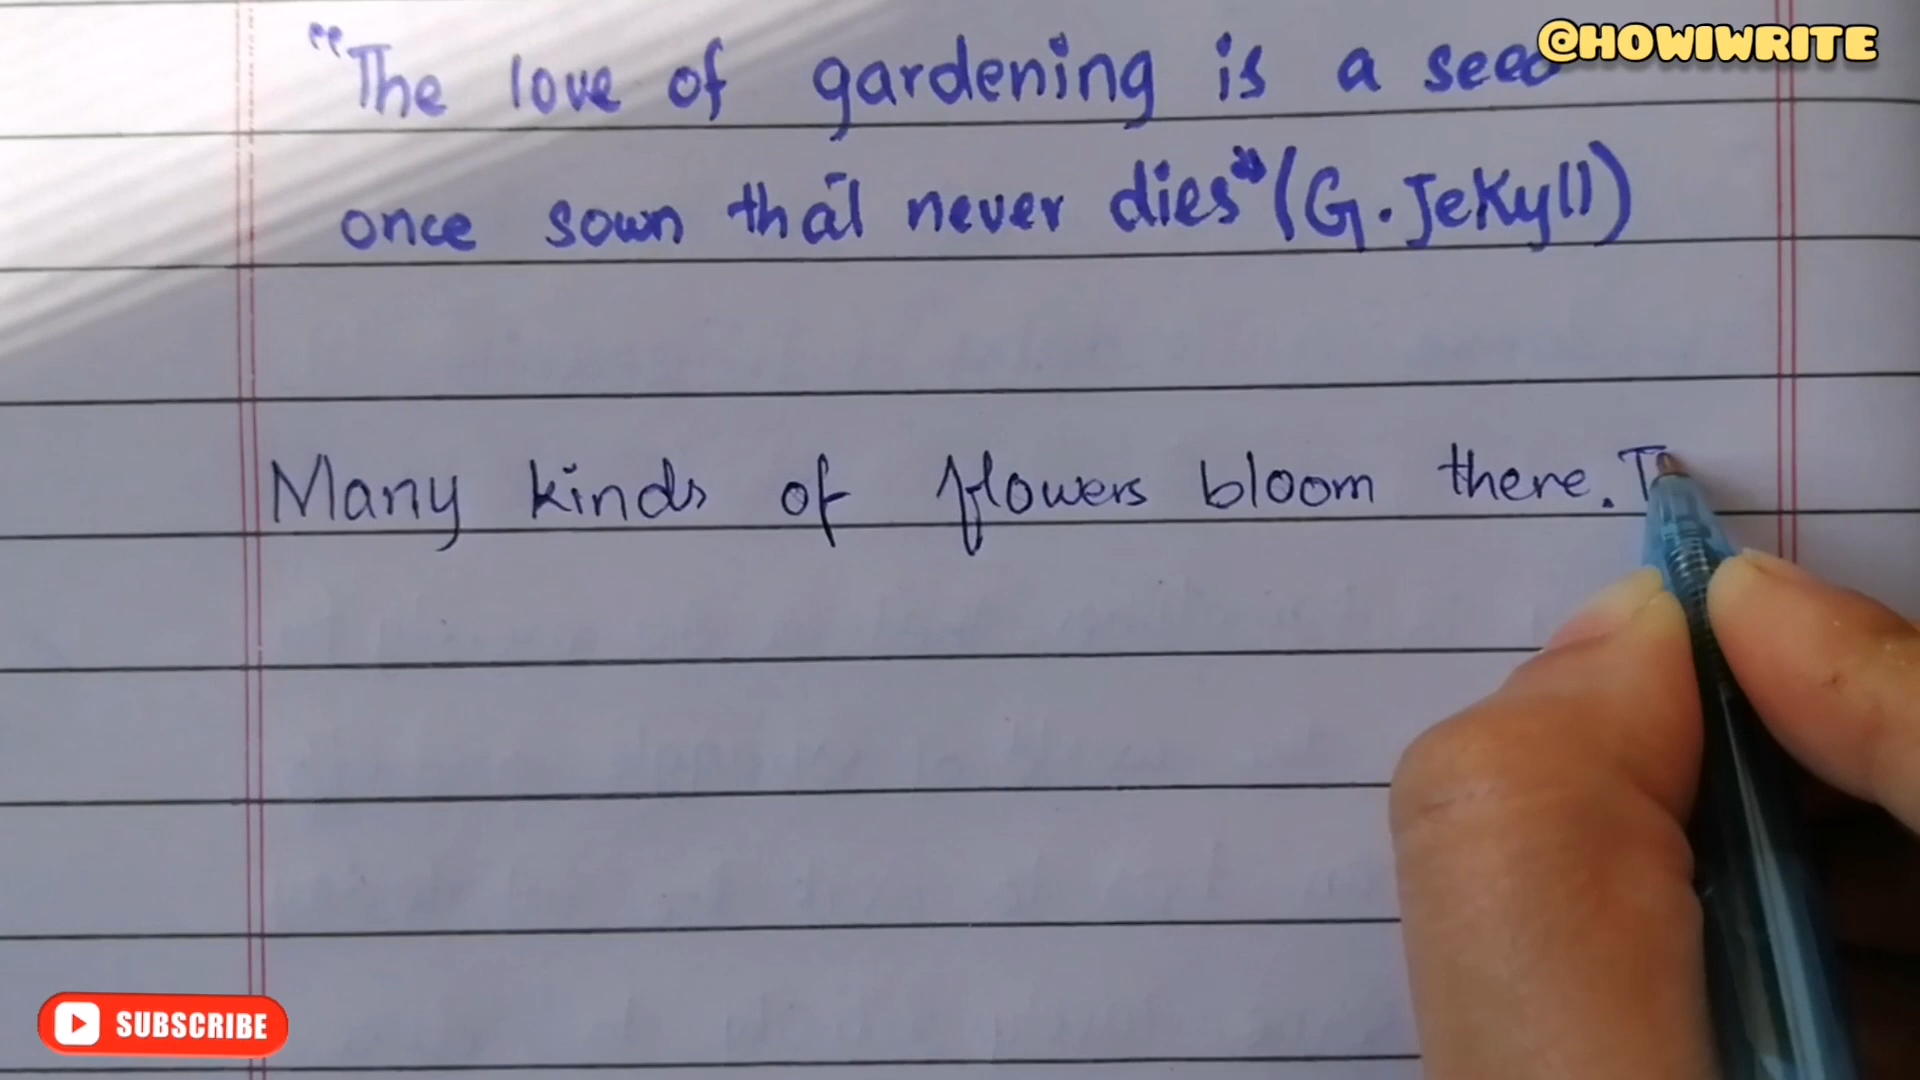 @HOWIWRITE
"The love of gardening is a seed
once sown that never dies" (G. Jekyll)
Many kinds of flowers bloom there. T
SUBSCRIBE